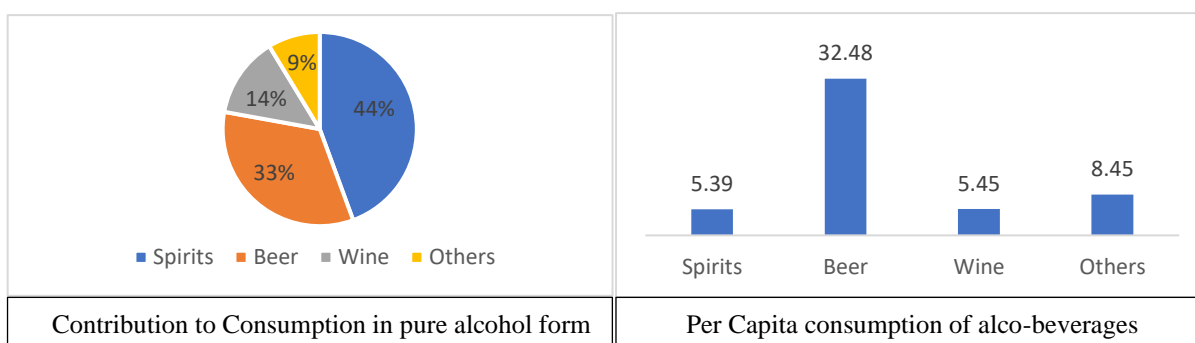 9%
14%
44%
33%
Spirits Beer Wine Others
Contribution to Consumption in pure alcohol form
32.48
5.39
5.45
8.45
Spirits Beer Wine Others
Per Capita consumption of alco-beverages